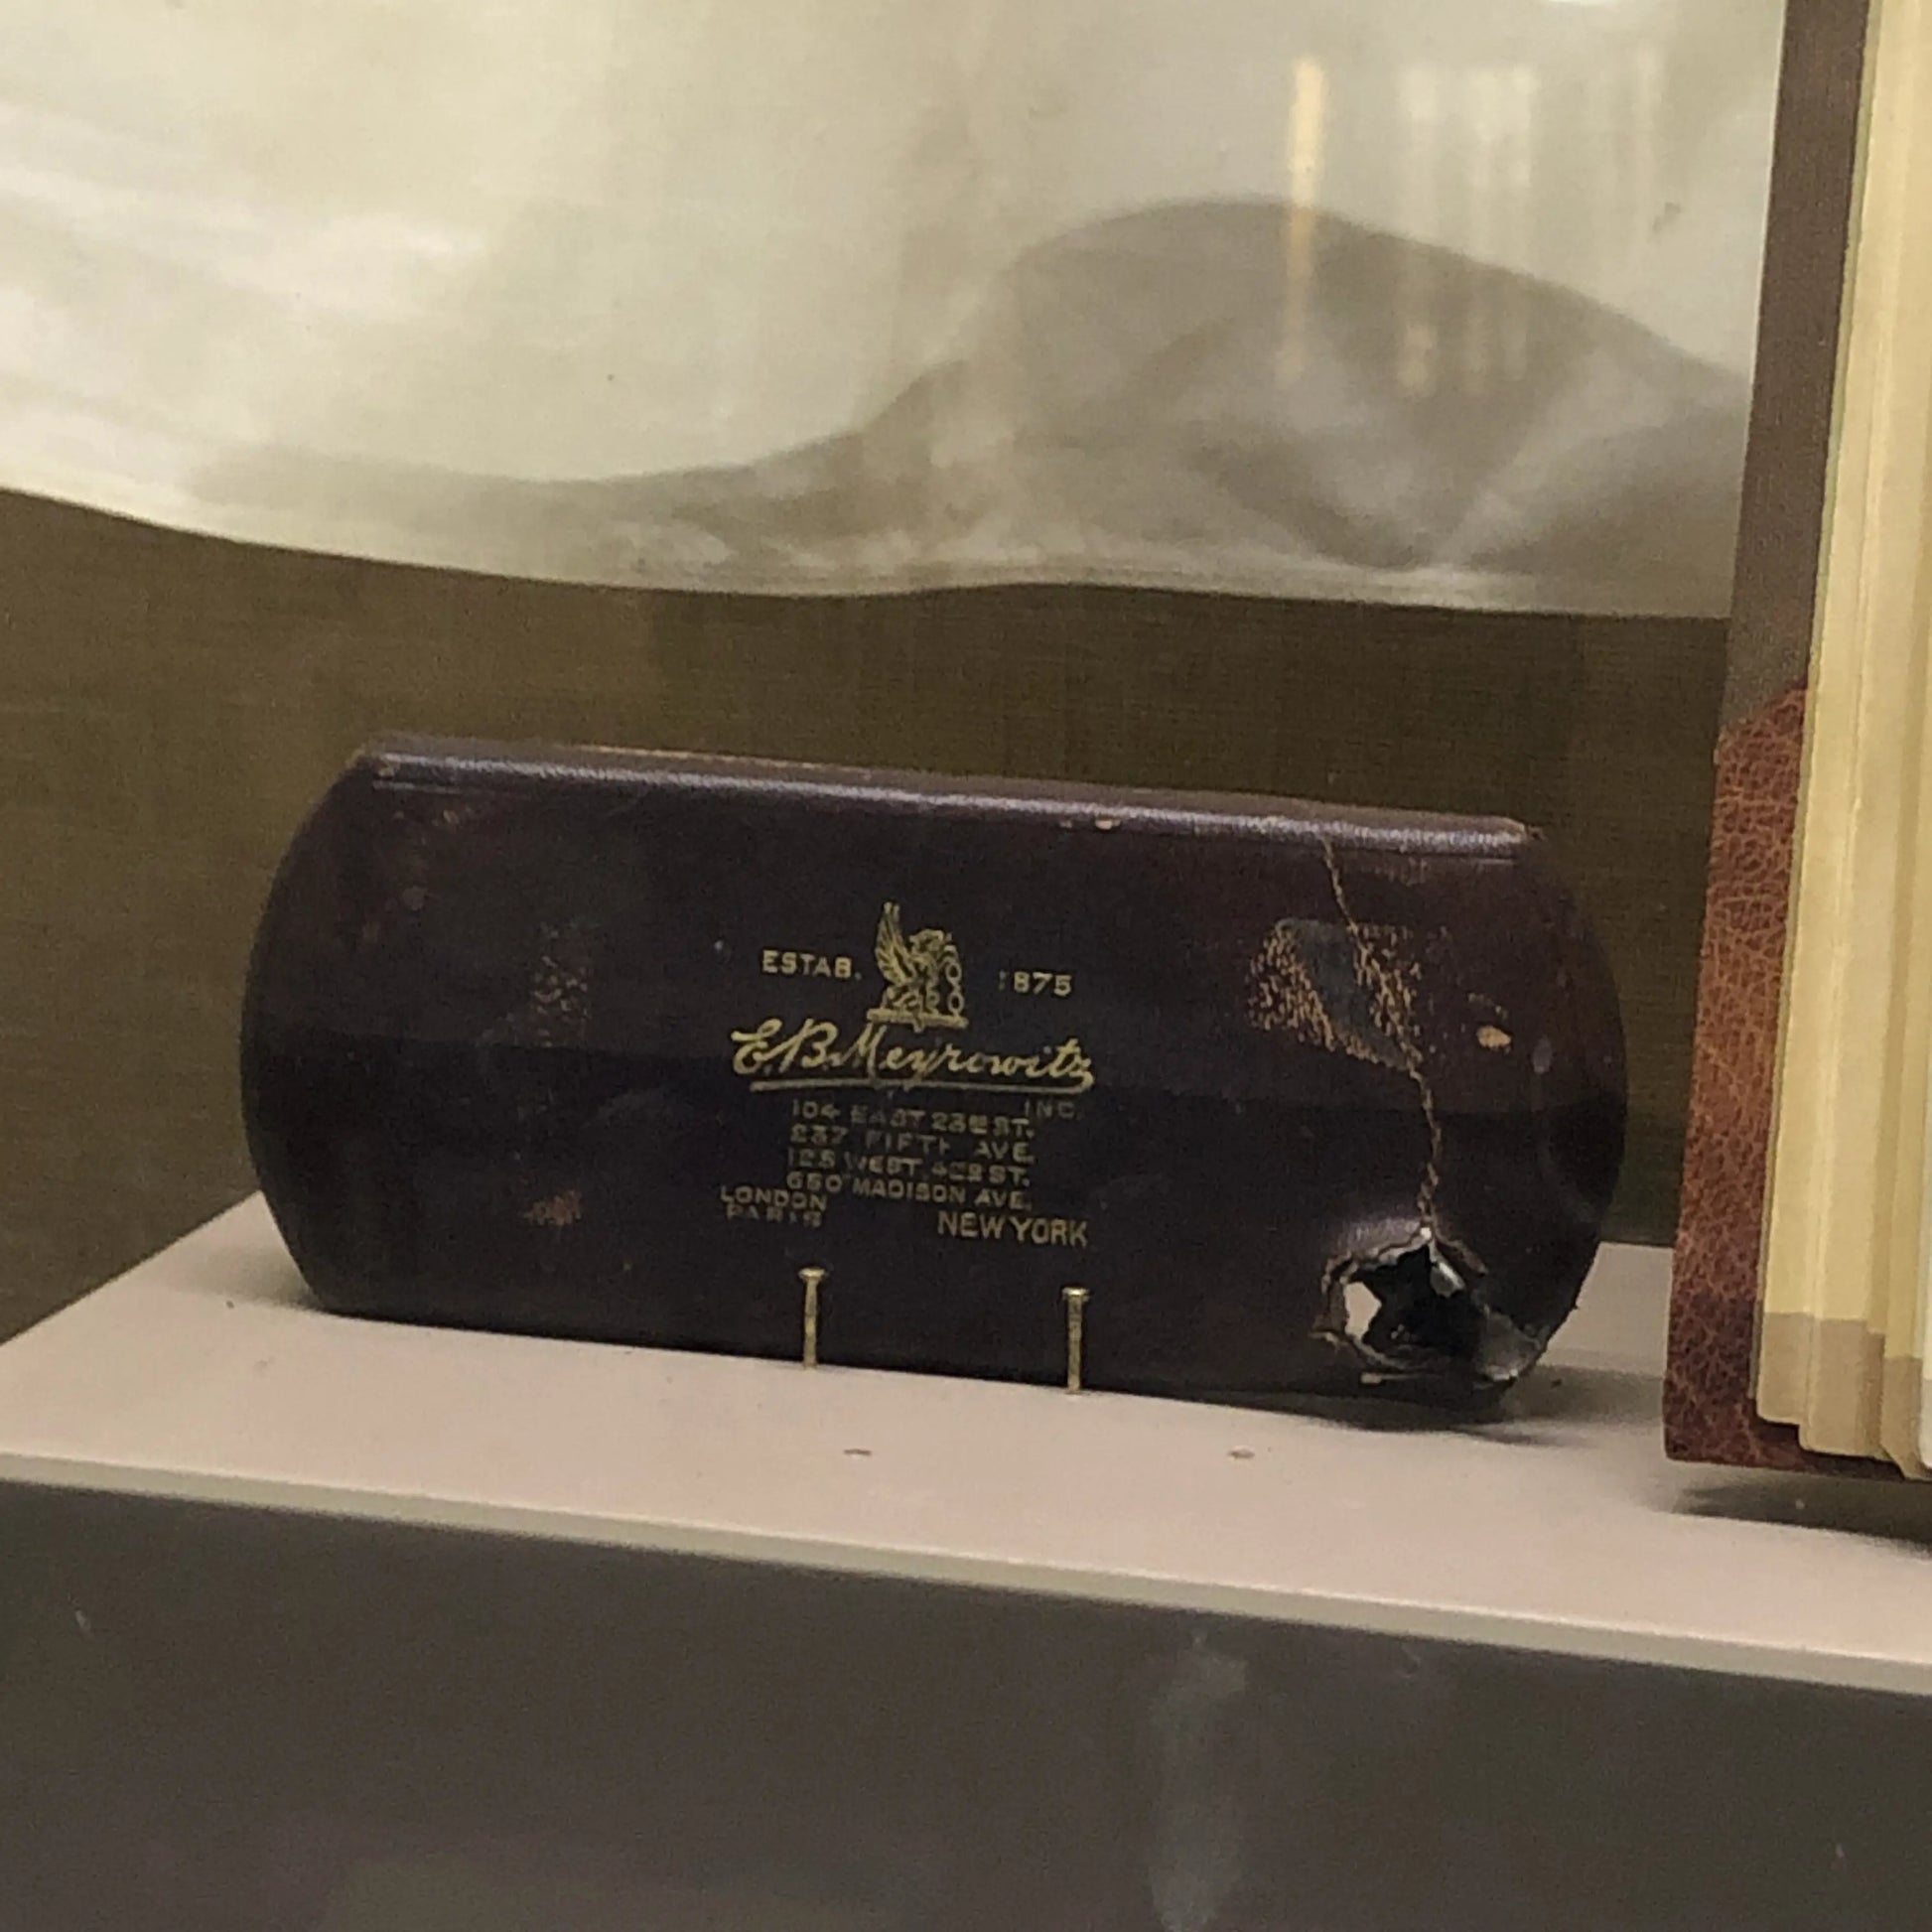 ESTAB. 1875
E.B. Meyrowitz
INC.
104 EAST 23RD ST.
237 FIFTH AVE.
125 WEST 42ND ST.
650 MADISON AVE.
LONDON
PARIS
NEW YORK